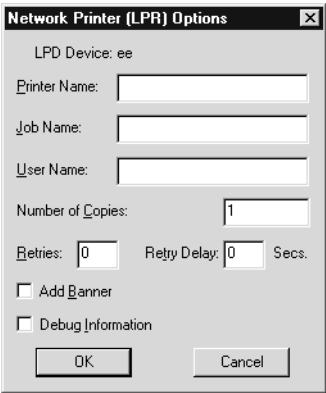 Network Printer (LPR) Options
LPD Device: ee
Printer Name:
Job Name:
User Name:
Number of Copies: 1
Retries: 0 Retry Delay: 0 Secs.
Add Banner
Debug Information
OK Cancel